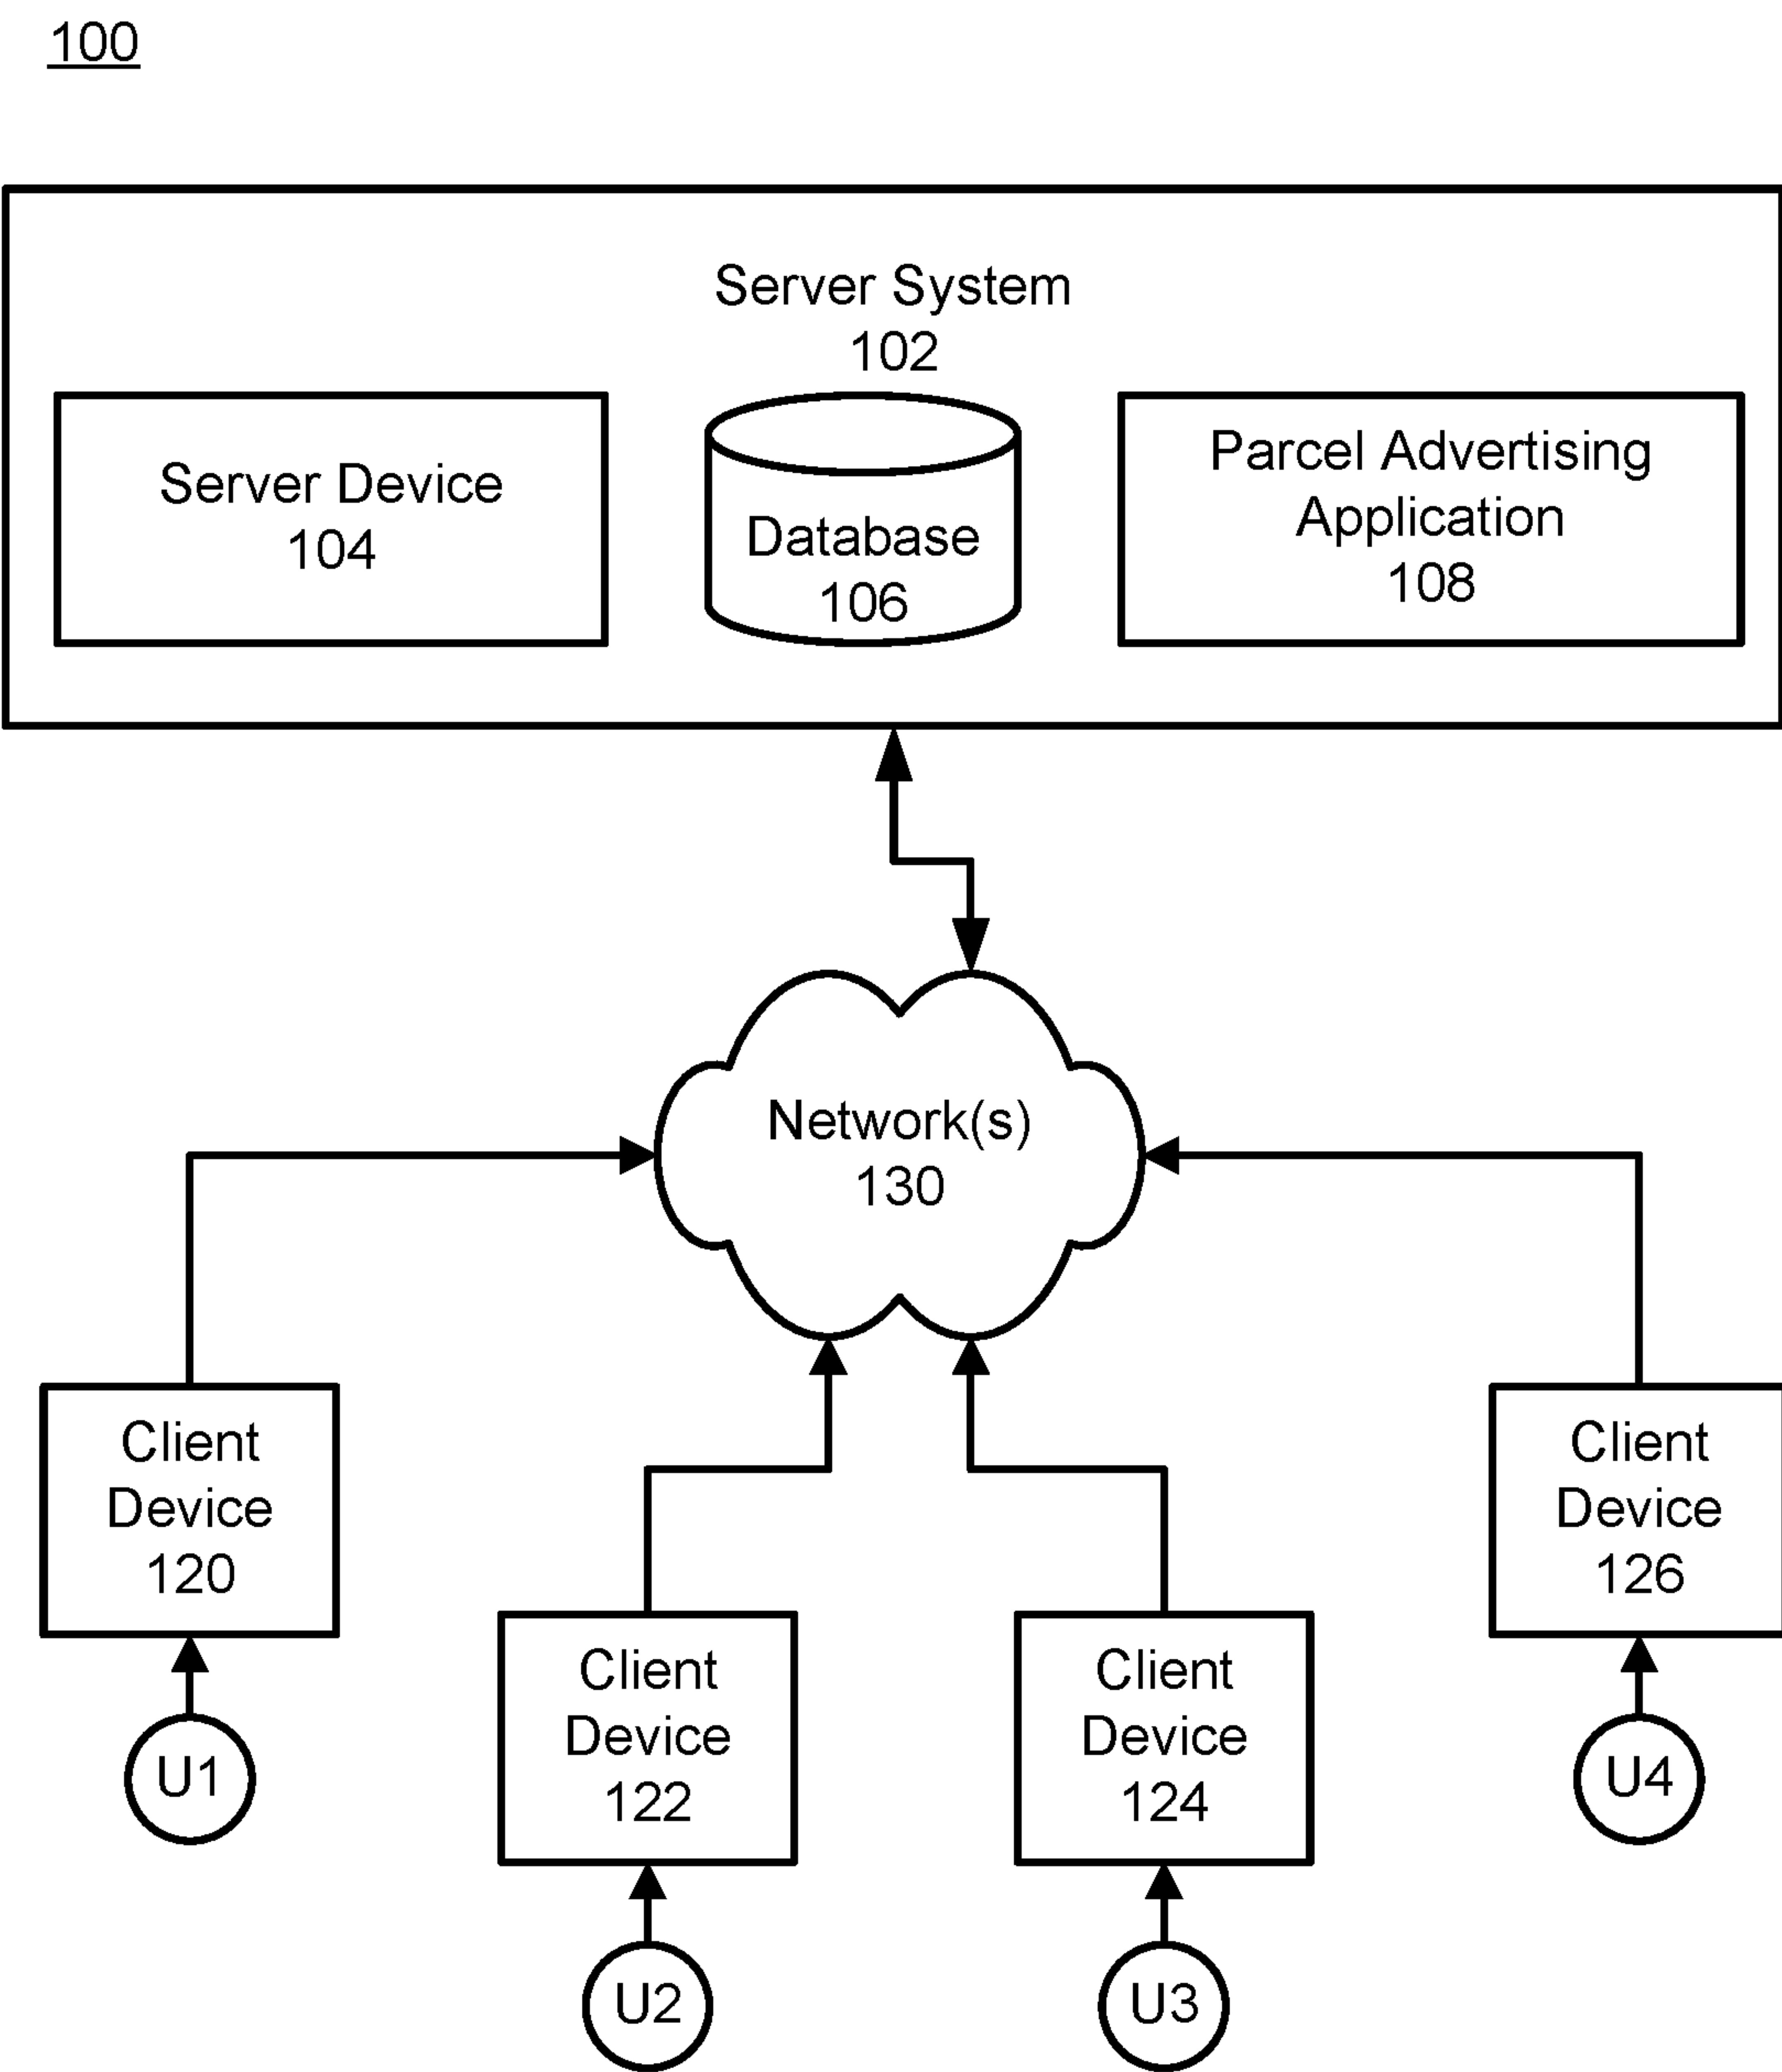 100
Server System
102
Server Device
104
Database
106
Parcel Advertising
Application
108
Network(s)
130
Client
Device
120
Client
Device
122
Client
Device
124
Client
Device
126
U1
U2
U3
U4